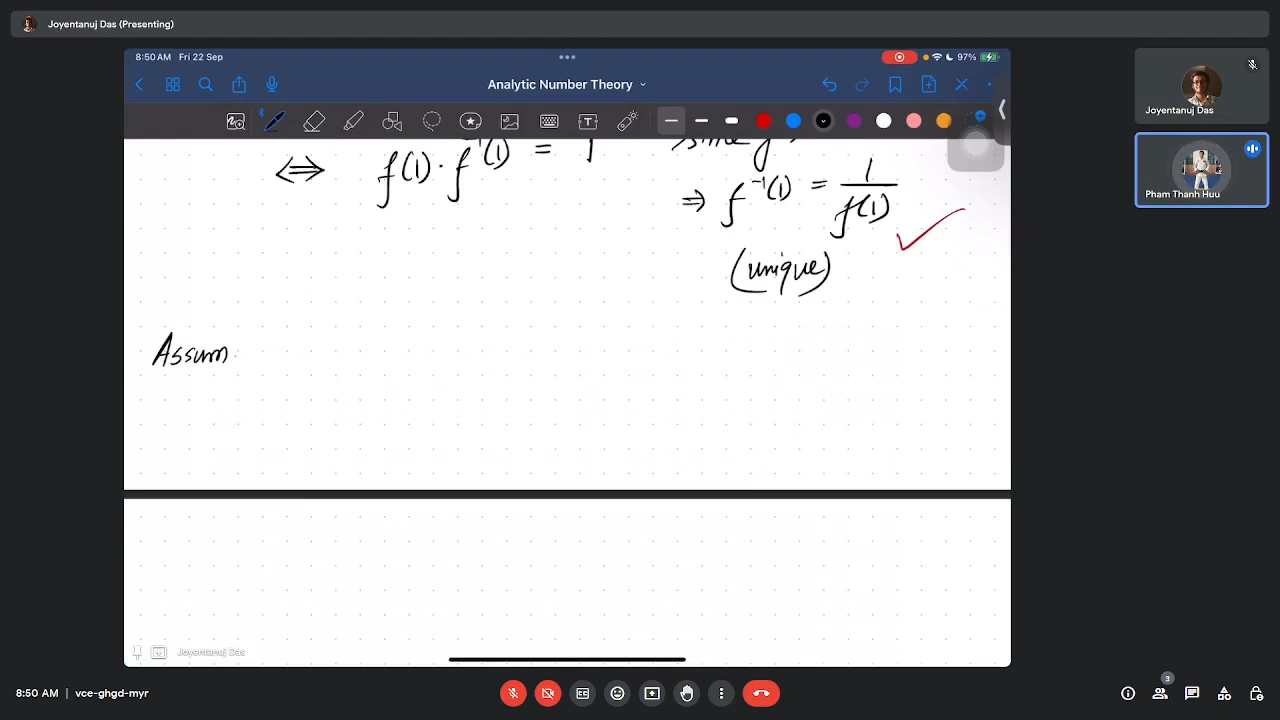 Joyentanuj Das (Presenting)
8:50 AM Fri 22 Sep
97%
Analytic Number Theory
⟺ f(1) · f⁻¹(1) = 1
⇒ f⁻¹(1) = 1/f(1)
(unique)
Assum
Joyentanuj Das
Joyentanuj Das
Pham Thanh Huu
8:50 AM | vce-ghgd-myr
3